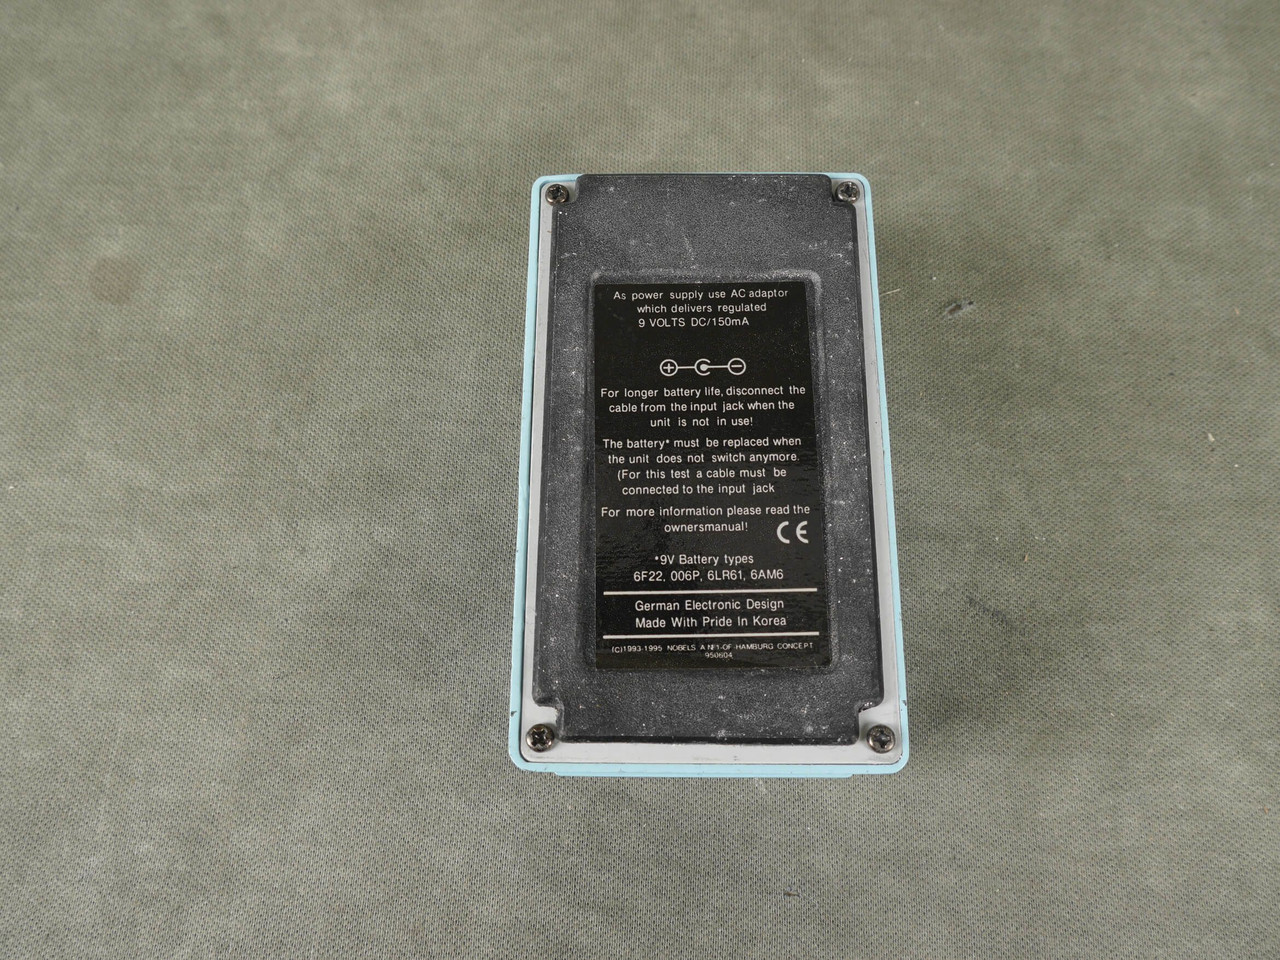 As power supply use AC adaptor
which delivers regulated
9 VOLTS DC/150mA
For longer battery life, disconnect the
cable from the input jack when the
unit is not in use!
The battery* must be replaced when
the unit does not switch anymore.
(For this test a cable must be
connected to the input jack
For more information please read the
ownersmanual!
CE
*9V Battery types
6F22, 006P, 6LR61, 6AM6
German Electronic Design
Made With Pride In Korea
(C)1993-1995 NOBELS A NF1-OF HAMBURG CONCEPT
950604